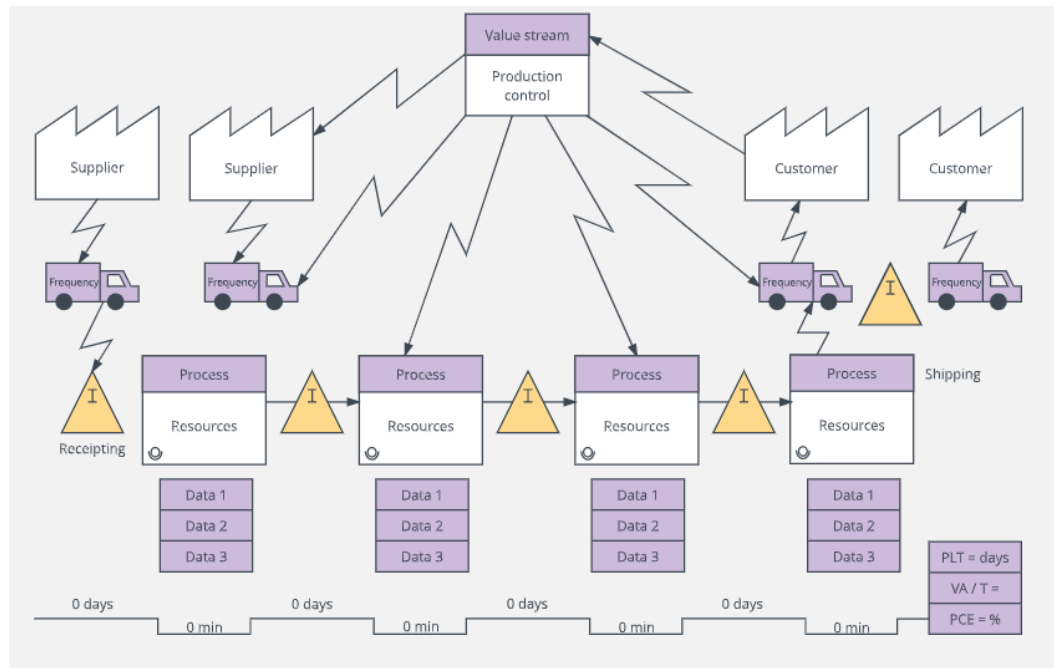 Value stream
Production
control
Supplier
Supplier
Customer
Customer
Frequency
Frequency
Frequency
I
Frequency
I
Receipting
Process
Resources
I
Process
Resources
I
Process
Resources
I
Process
Resources
Shipping
Data 1
Data 2
Data 3
Data 1
Data 2
Data 3
Data 1
Data 2
Data 3
Data 1
Data 2
Data 3
0 days
0 min
0 days
0 min
0 days
0 min
0 days
0 min
PLT = days
VA / T =
PCE = %